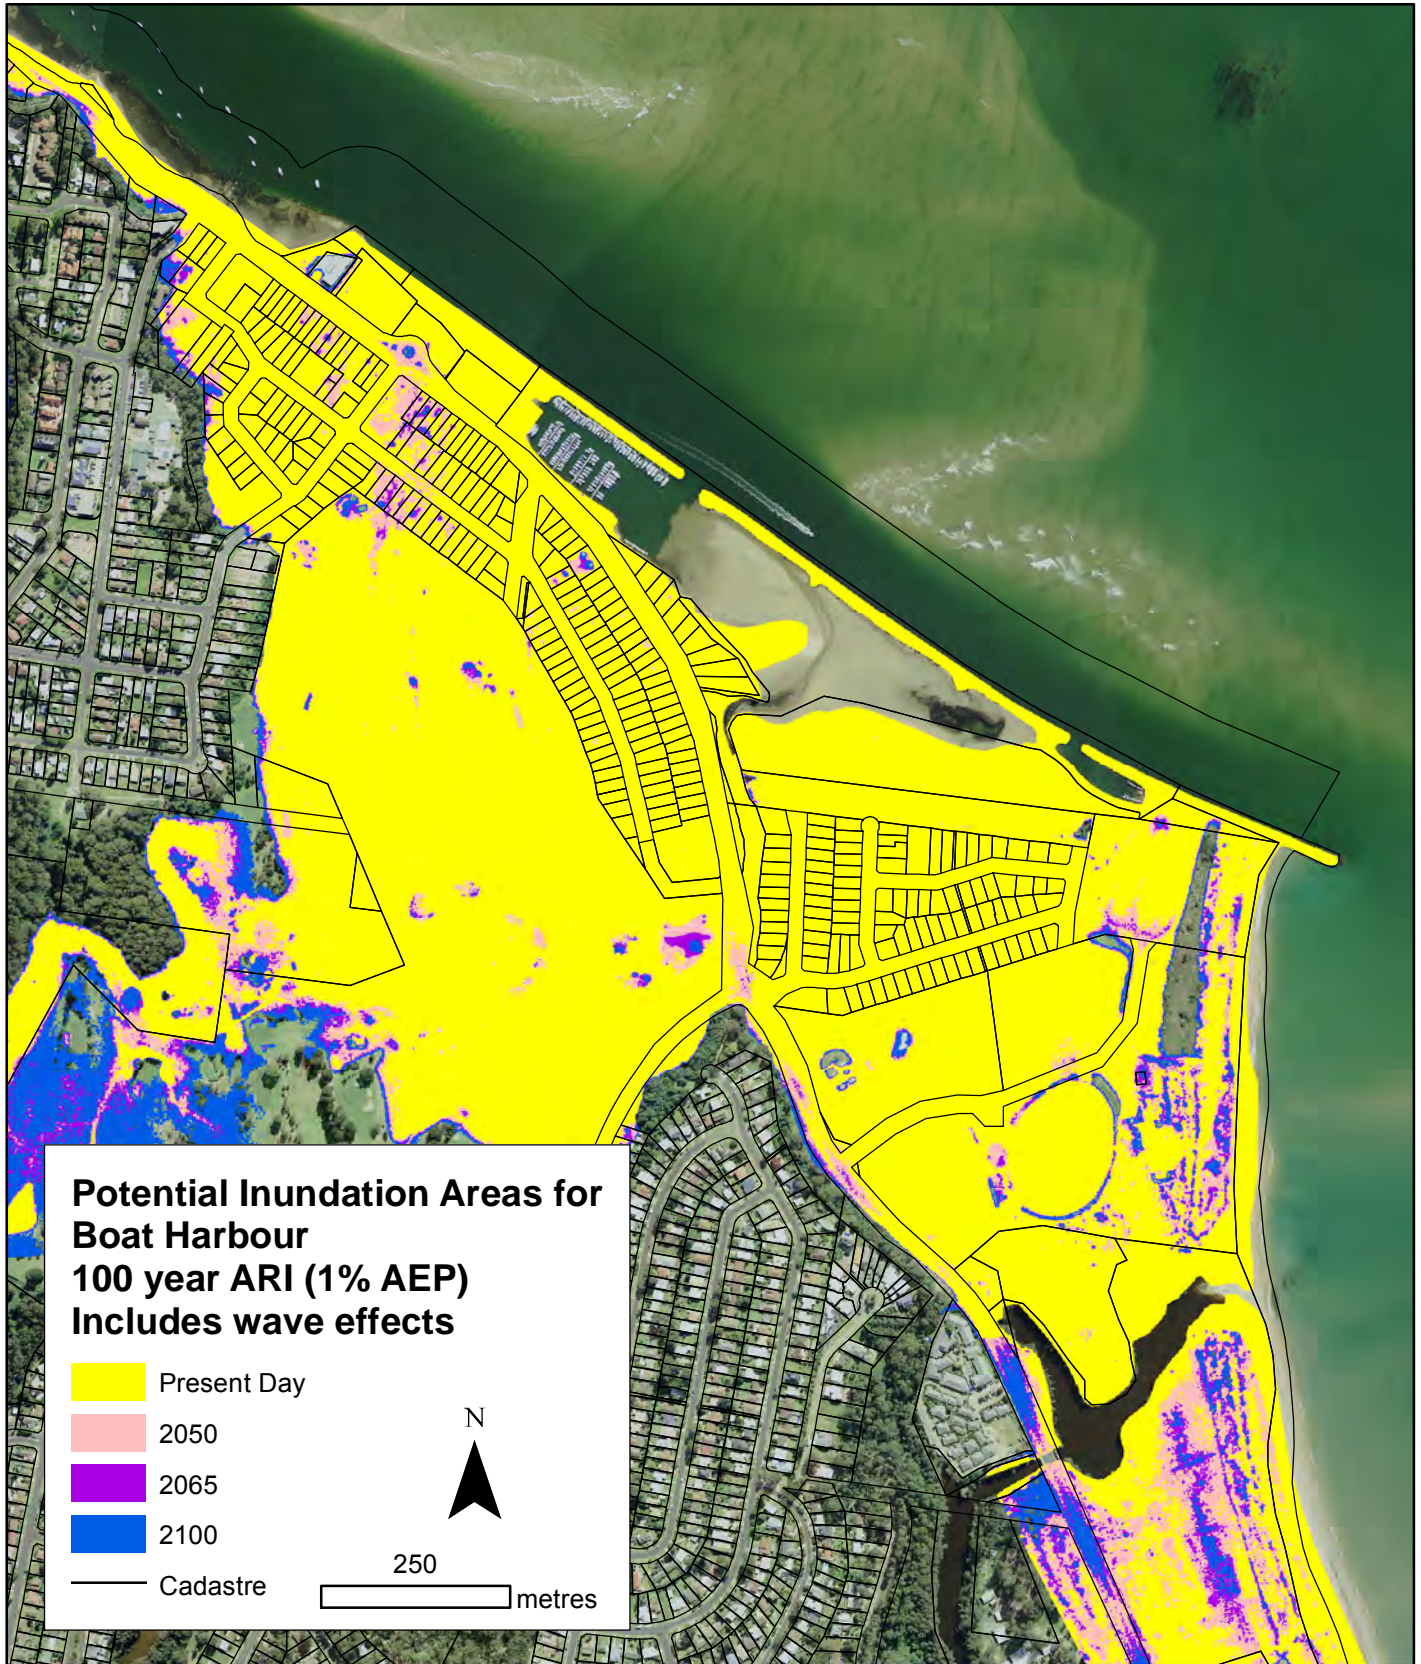 Potential Inundation Areas for
Boat Harbour
100 year ARI (1% AEP)
Includes wave effects
Present Day
2050
2065
2100
Cadastre
N
250
metres